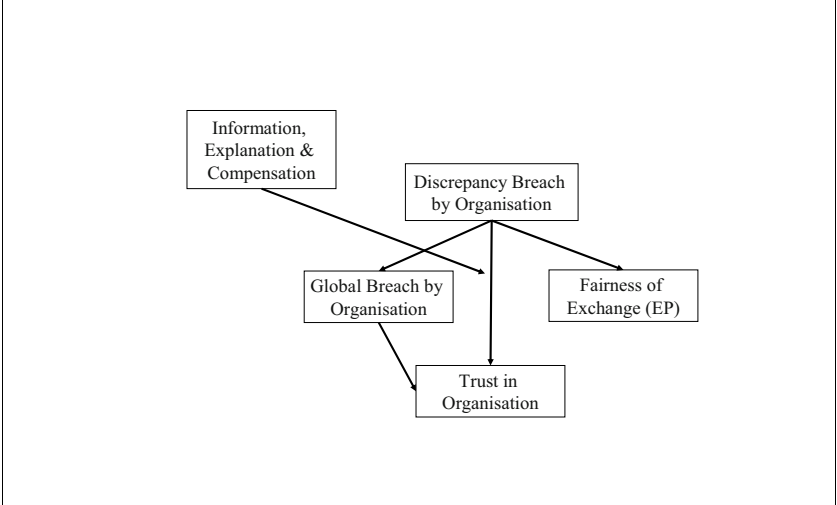 Information,
Explanation &
Compensation
Discrepancy Breach
by Organisation
Global Breach by
Organisation
Fairness of
Exchange (EP)
Trust in
Organisation